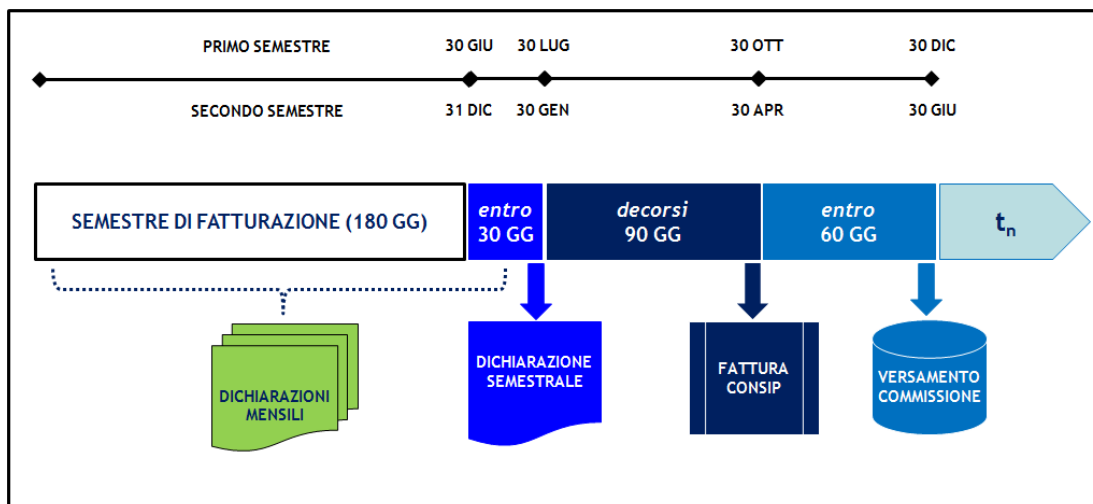 PRIMO SEMESTRE 30 GIU 30 LUG 30 OTT 30 DIC
SECONDO SEMESTRE 31 DIC 30 GEN 30 APR 30 GIU
SEMESTRE DI FATTURAZIONE (180 GG)
entro
30 GG
decorsi
90 GG
entro
60 GG
tn
DICHIARAZIONI
MENSILI
DICHIARAZIONE
SEMESTRALE
FATTURA
CONSIP
VERSAMENTO
COMMISSIONE